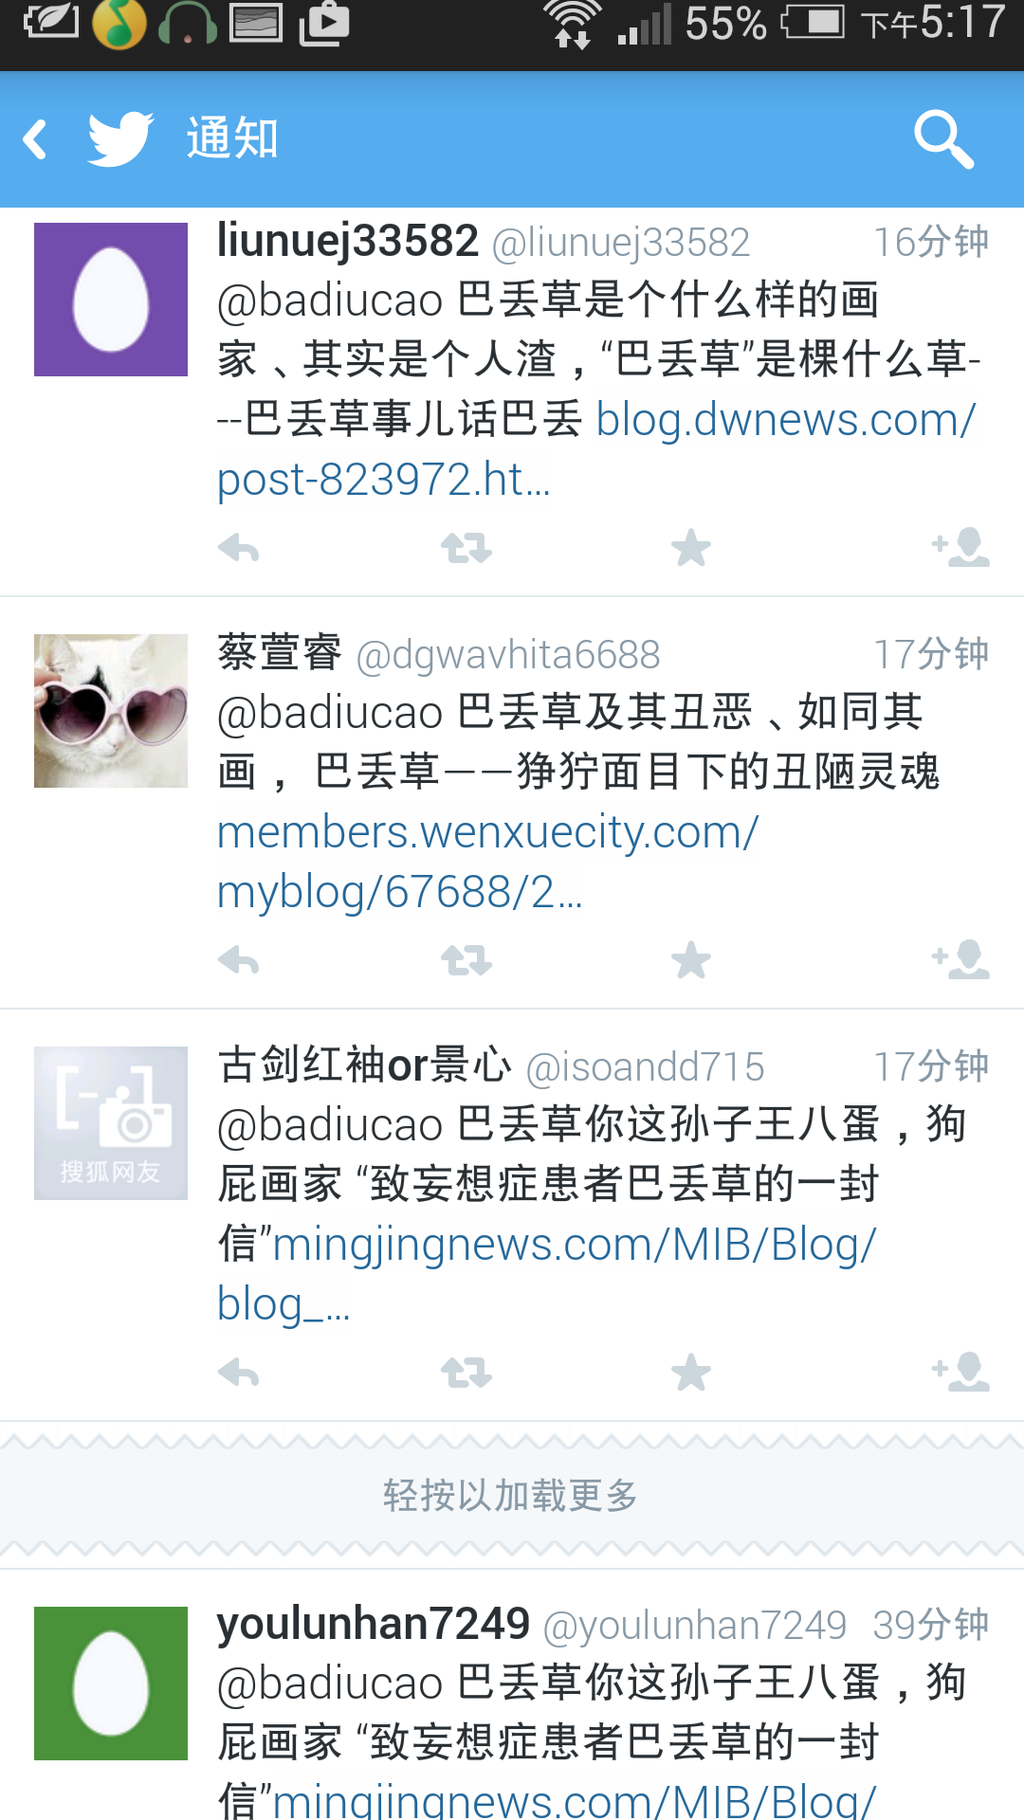 55% 下午5:17
通知
liunuej33582 @liunuej33582 16分钟
@badiucao 巴丢草是个什么样的画
家、其实是个人渣，“巴丢草”是棵什么草-
--巴丢草事儿话巴丢 blog.dwnews.com/
post-823972.ht…
蔡萱睿 @dgwavhita6688 17分钟
@badiucao 巴丢草及其丑恶、如同其
画， 巴丢草——狰狞面目下的丑陋灵魂
members.wenxuecity.com/
myblog/67688/2…
搜狐网友
古剑红袖or景心 @isoandd715 17分钟
@badiucao 巴丢草你这孙子王八蛋，狗
屁画家 “致妄想症患者巴丢草的一封
信”mingjingnews.com/MIB/Blog/
blog_…
轻按以加载更多
youlunhan7249 @youlunhan7249 39分钟
@badiucao 巴丢草你这孙子王八蛋，狗
屁画家 “致妄想症患者巴丢草的一封
信”mingjingnews.com/MIB/Blog/